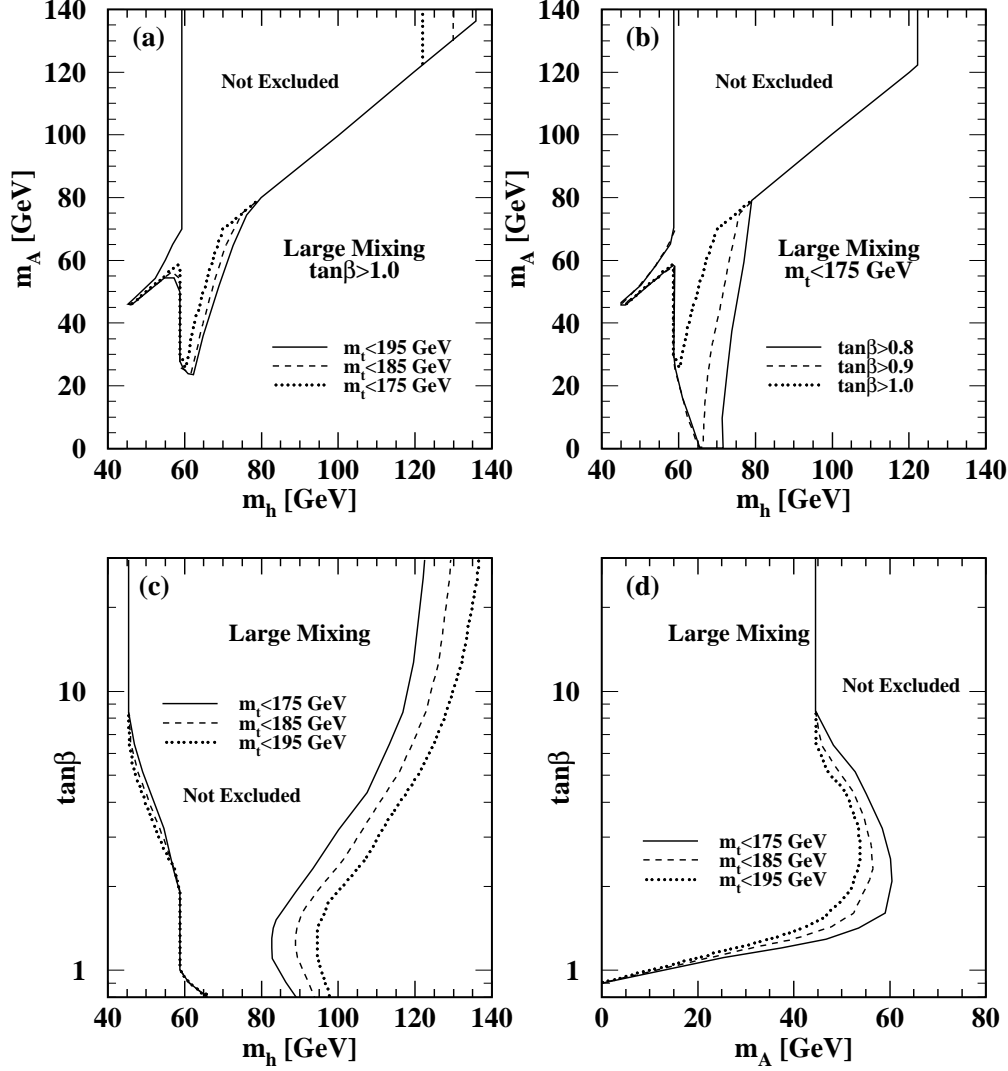 (a)
Not Excluded
Large Mixing
tanβ>1.0
m_t<195 GeV
m_t<185 GeV
m_t<175 GeV
140
120
100
80
60
40
20
0
m_A [GeV]
40 60 80 100 120 140
m_h [GeV]
(b)
Not Excluded
Large Mixing
m_t<175 GeV
tanβ>0.8
tanβ>0.9
tanβ>1.0
140
120
100
80
60
40
20
0
m_A [GeV]
40 60 80 100 120 140
m_h [GeV]
(c)
Large Mixing
m_t<175 GeV
m_t<185 GeV
m_t<195 GeV
Not Excluded
10
1
tanβ
40 60 80 100 120 140
m_h [GeV]
(d)
Large Mixing
Not Excluded
m_t<175 GeV
m_t<185 GeV
m_t<195 GeV
10
1
tanβ
0 20 40 60 80
m_A [GeV]